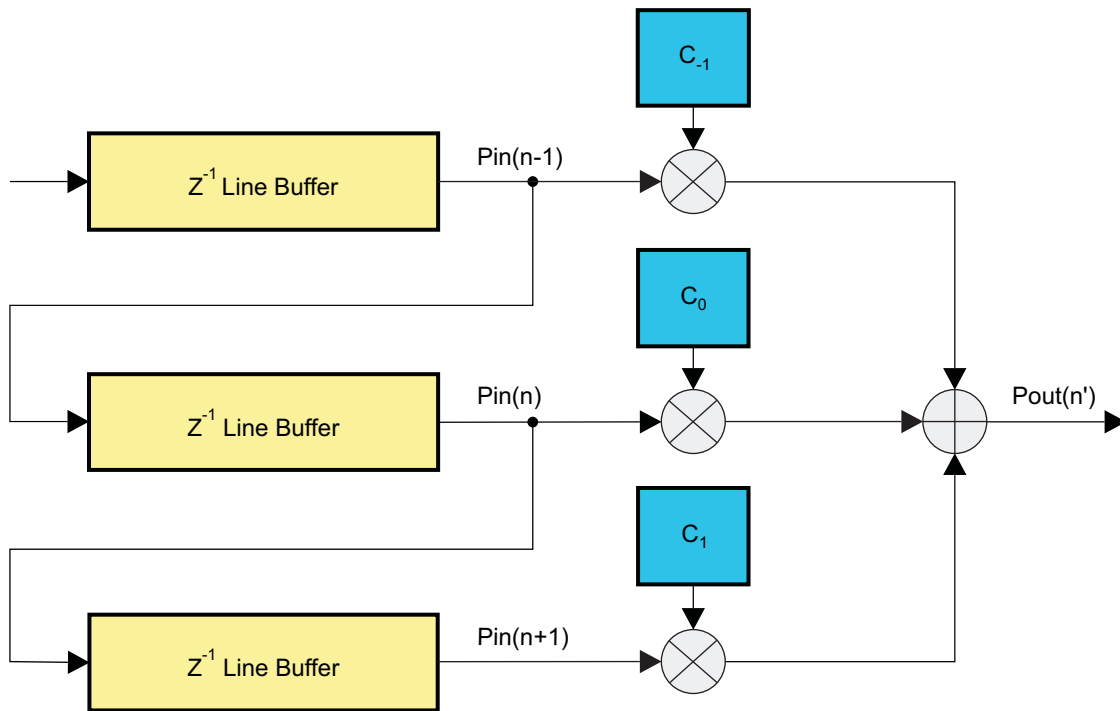 C₋₁
Pin(n-1)
Z⁻¹ Line Buffer
C₀
Pin(n)
Z⁻¹ Line Buffer
Pout(n')
C₁
Pin(n+1)
Z⁻¹ Line Buffer